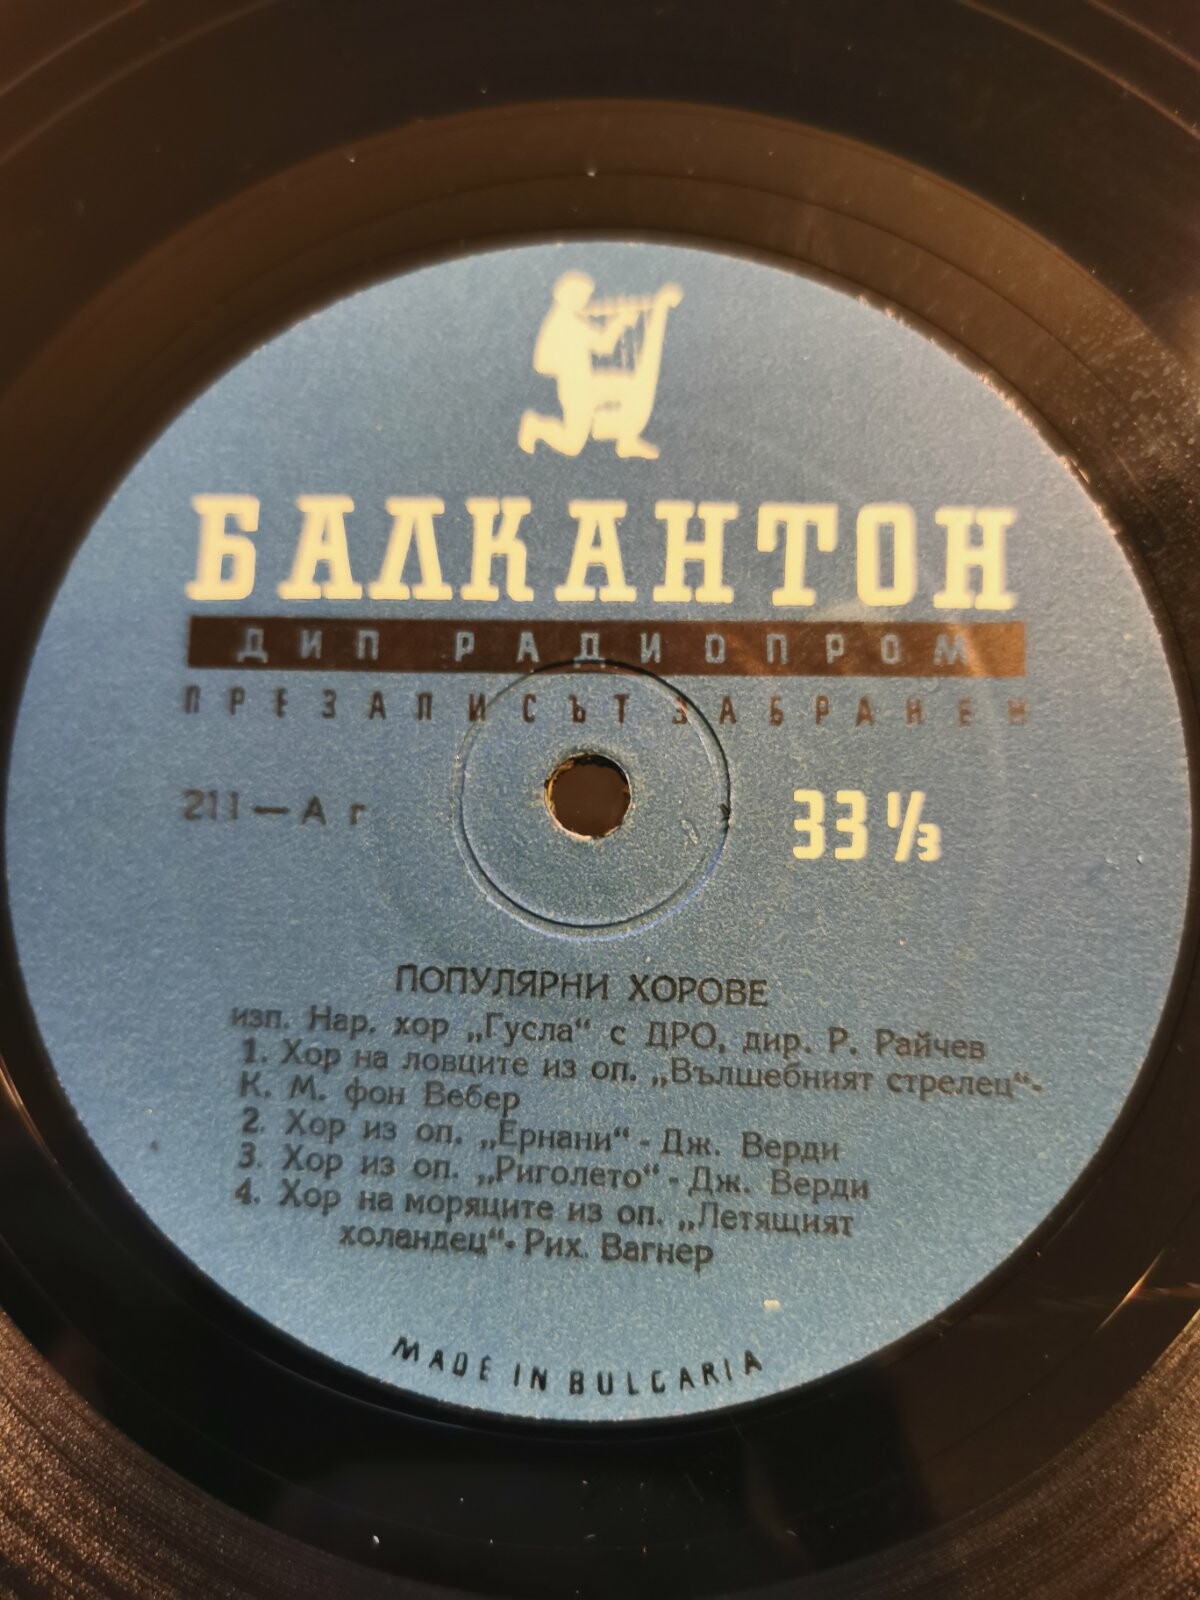 БАЛКАНТОН
ДИП РАДИОПРОМ
ПРЕЗАПИСЪТ ЗАБРАНЕН
211 — А г
33 1/3
ПОПУЛЯРНИ ХОРОВЕ
изп. Нар. хор „Гусла“ с ДРО, дир. Р. Райчев
1. Хор на ловците из оп. „Вълшебният стрелец“-
К. М. фон Вебер
2. Хор из оп. „Ернани“ - Дж. Верди
3. Хор из оп. „Риголето“ - Дж. Верди
4. Хор на моряците из оп. „Летящият
холандец“- Рих. Вагнер
MADE IN BULGARIA